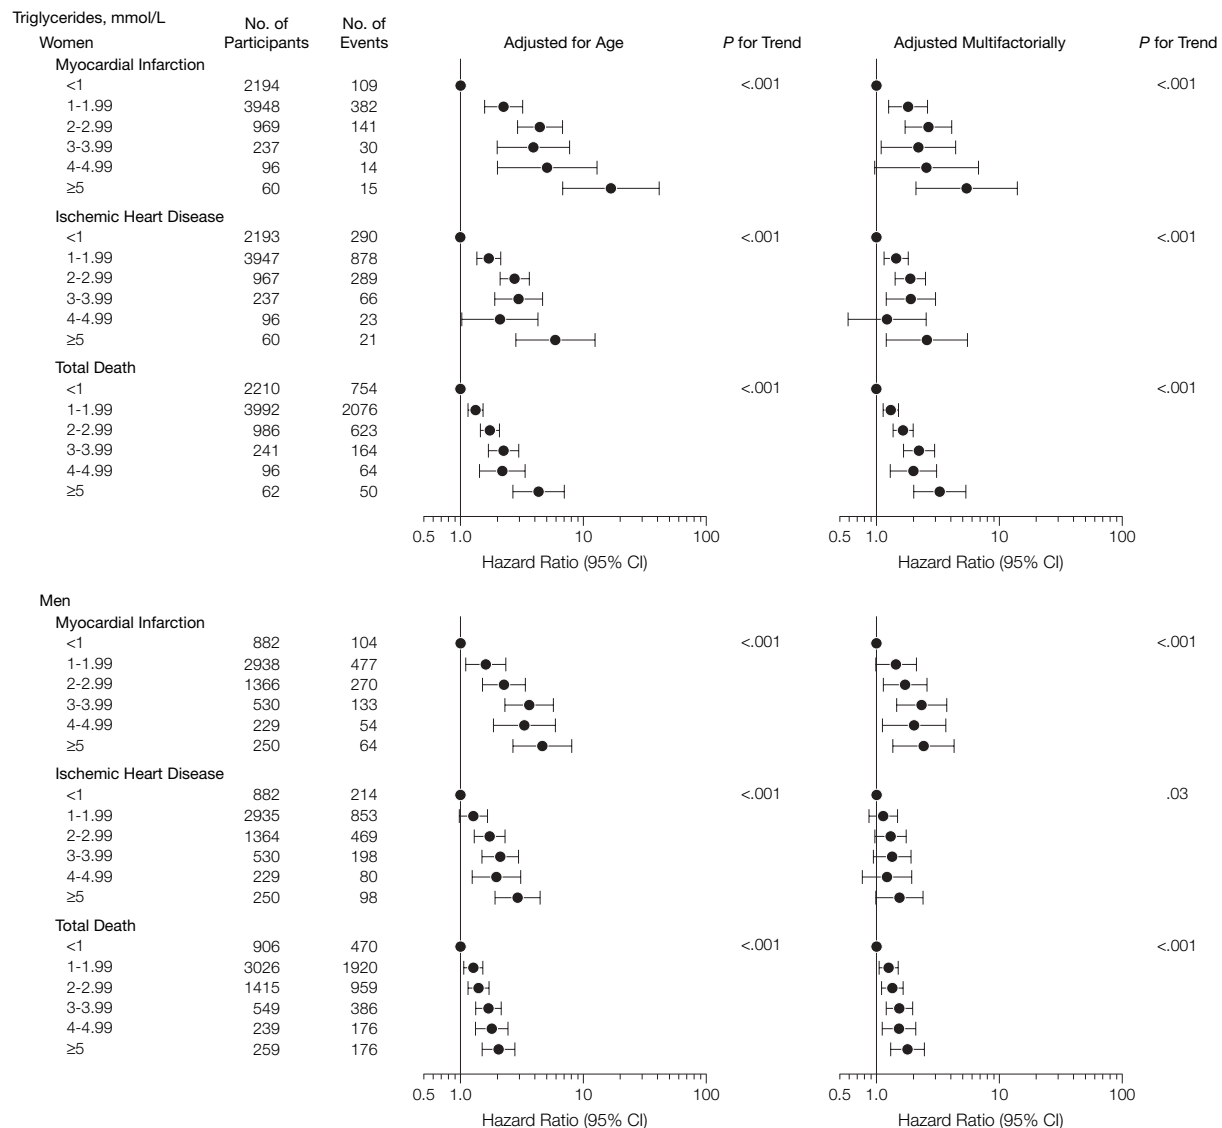 Triglycerides, mmol/L
No. of Participants No. of Events
Women Adjusted for Age P for Trend Adjusted Multifactorially P for Trend
Myocardial Infarction
<1 2194 109 <.001 <.001
1-1.99 3948 382
2-2.99 969 141
3-3.99 237 30
4-4.99 96 14
≥5 60 15
Ischemic Heart Disease
<1 2193 290 <.001 <.001
1-1.99 3947 878
2-2.99 967 289
3-3.99 237 66
4-4.99 96 23
≥5 60 21
Total Death
<1 2210 754 <.001 <.001
1-1.99 3992 2076
2-2.99 986 623
3-3.99 241 164
4-4.99 96 64
≥5 62 50
0.5 1.0 10 100 0.5 1.0 10 100
Hazard Ratio (95% CI) Hazard Ratio (95% CI)
Men
Myocardial Infarction
<1 882 104 <.001 <.001
1-1.99 2938 477
2-2.99 1366 270
3-3.99 530 133
4-4.99 229 54
≥5 250 64
Ischemic Heart Disease
<1 882 214 <.001 .03
1-1.99 2935 853
2-2.99 1364 469
3-3.99 530 198
4-4.99 229 80
≥5 250 98
Total Death
<1 906 470 <.001 <.001
1-1.99 3026 1920
2-2.99 1415 959
3-3.99 549 386
4-4.99 239 176
≥5 259 176
0.5 1.0 10 100 0.5 1.0 10 100
Hazard Ratio (95% CI) Hazard Ratio (95% CI)